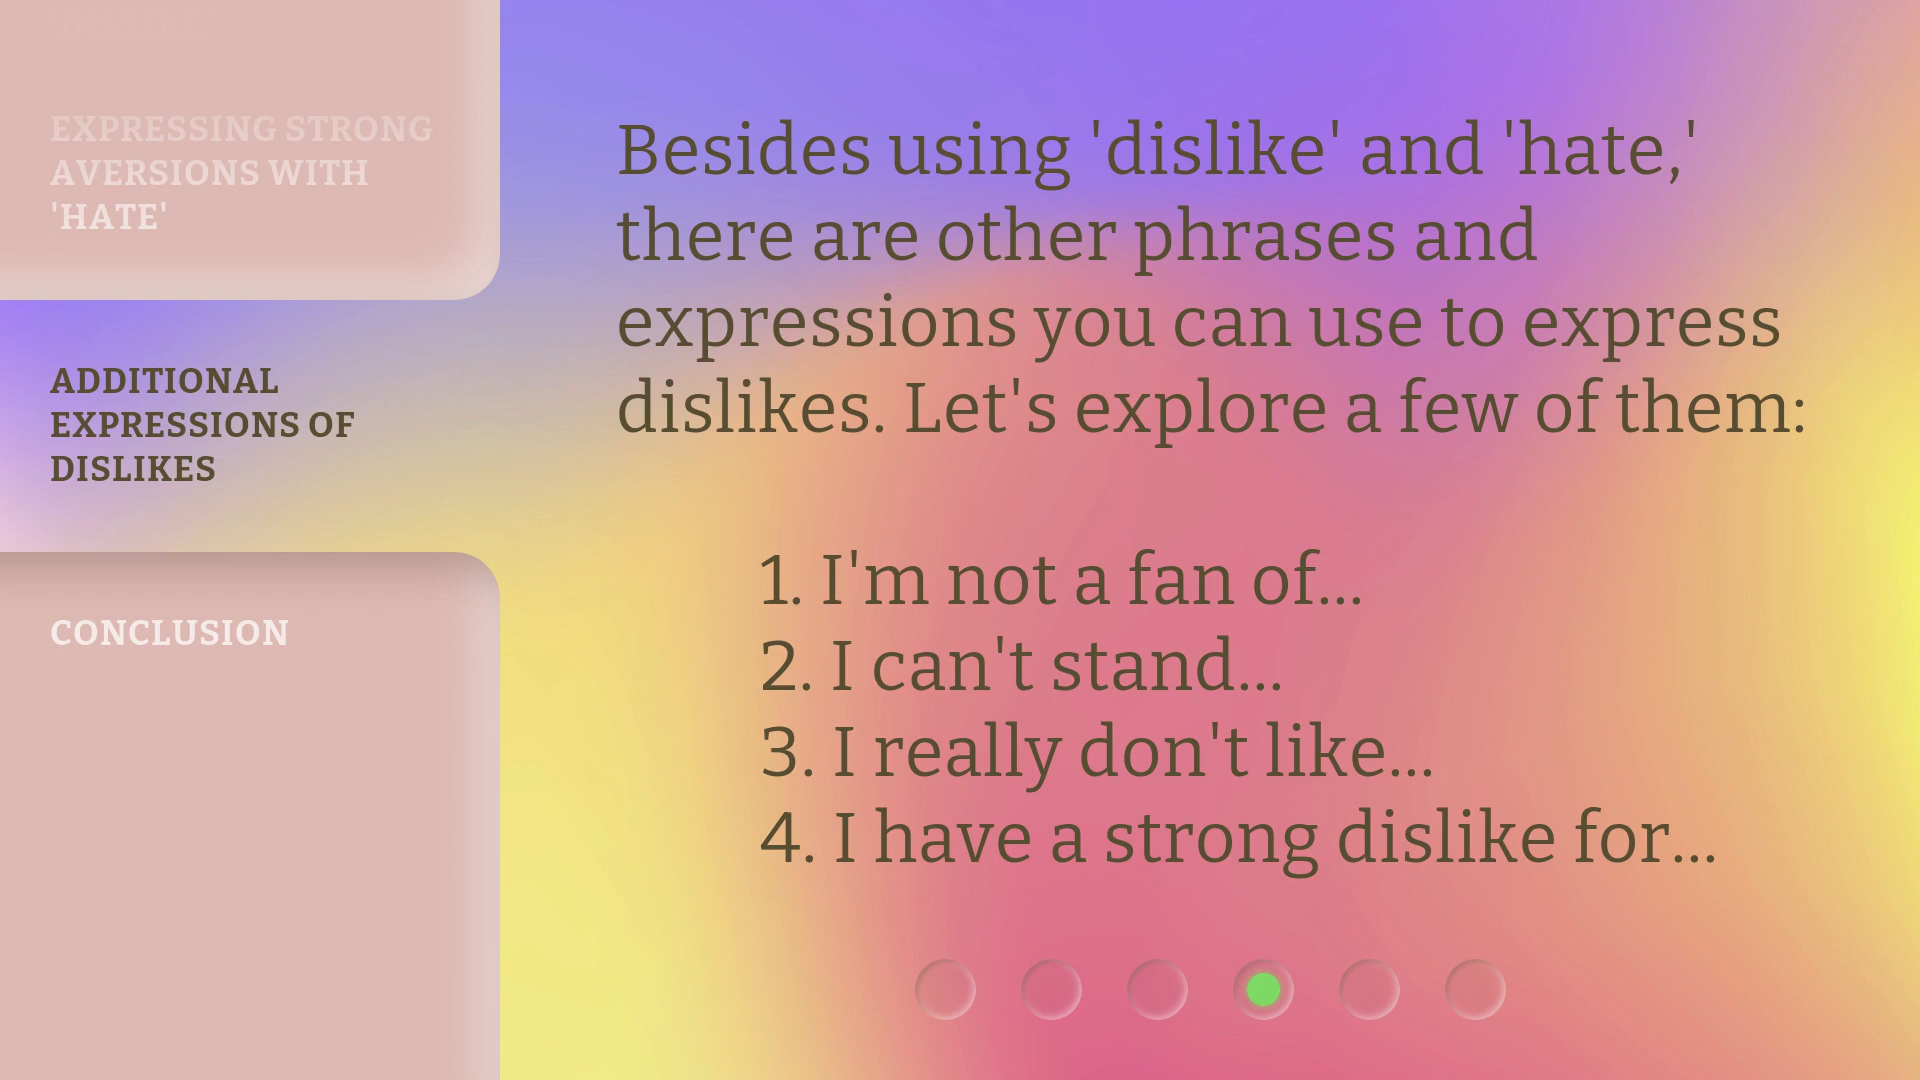 'DISLIKE
EXPRESSING STRONG
AVERSIONS WITH
'HATE'
ADDITIONAL
EXPRESSIONS OF
DISLIKES
CONCLUSION
Besides using 'dislike' and 'hate,'
there are other phrases and
expressions you can use to express
dislikes. Let's explore a few of them:
1. I'm not a fan of...
2. I can't stand...
3. I really don't like...
4. I have a strong dislike for...